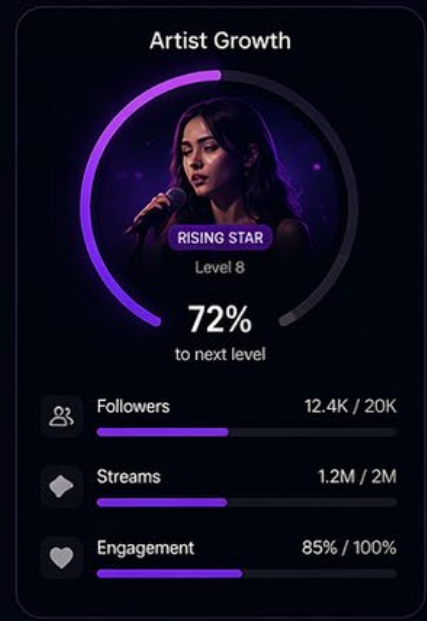 Artist Growth
RISING STAR
Level 8
72%
to next level
Followers 12.4K / 20K
Streams 1.2M / 2M
Engagement 85% / 100%